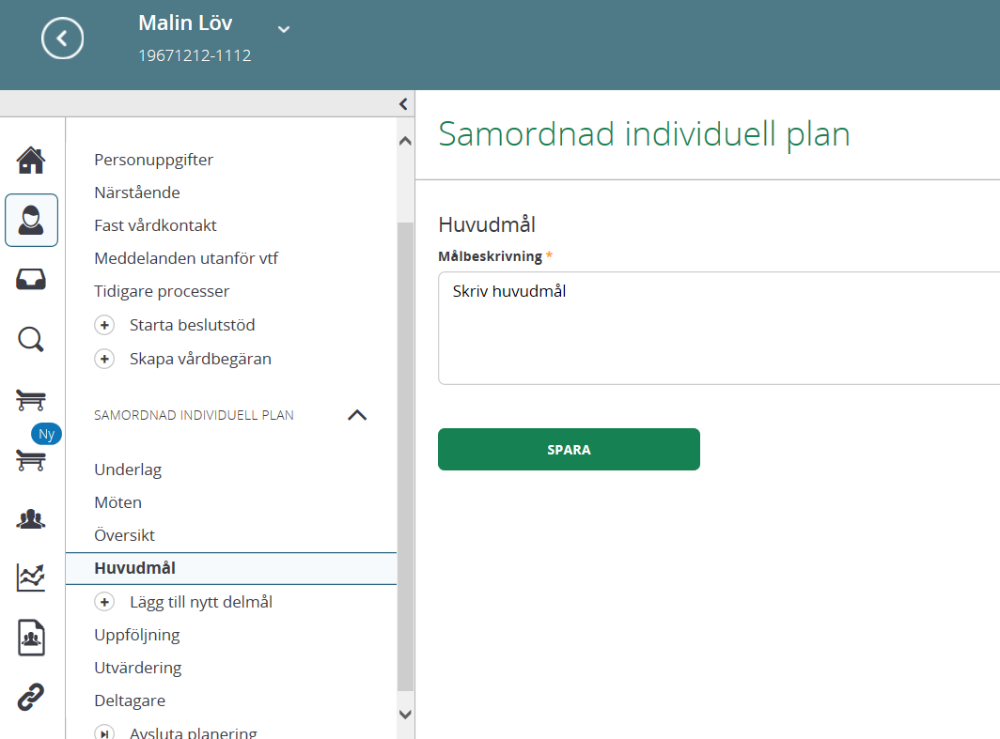 Malin Löv
19671212-1112
Samordnad individuell plan
Personuppgifter
Närstående
Fast vårdkontakt
Meddelanden utanför vtf
Tidigare processer
Starta beslutstöd
Skapa vårdbegäran
SAMORDNAD INDIVIDUELL PLAN
Ny
Underlag
Möten
Översikt
Huvudmål
Lägg till nytt delmål
Uppföljning
Utvärdering
Deltagare
Avsluta planering
Huvudmål
Målbeskrivning *
Skriv huvudmål
SPARA